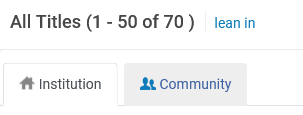 All Titles (1 - 50 of 70 ) lean in
Institution Community